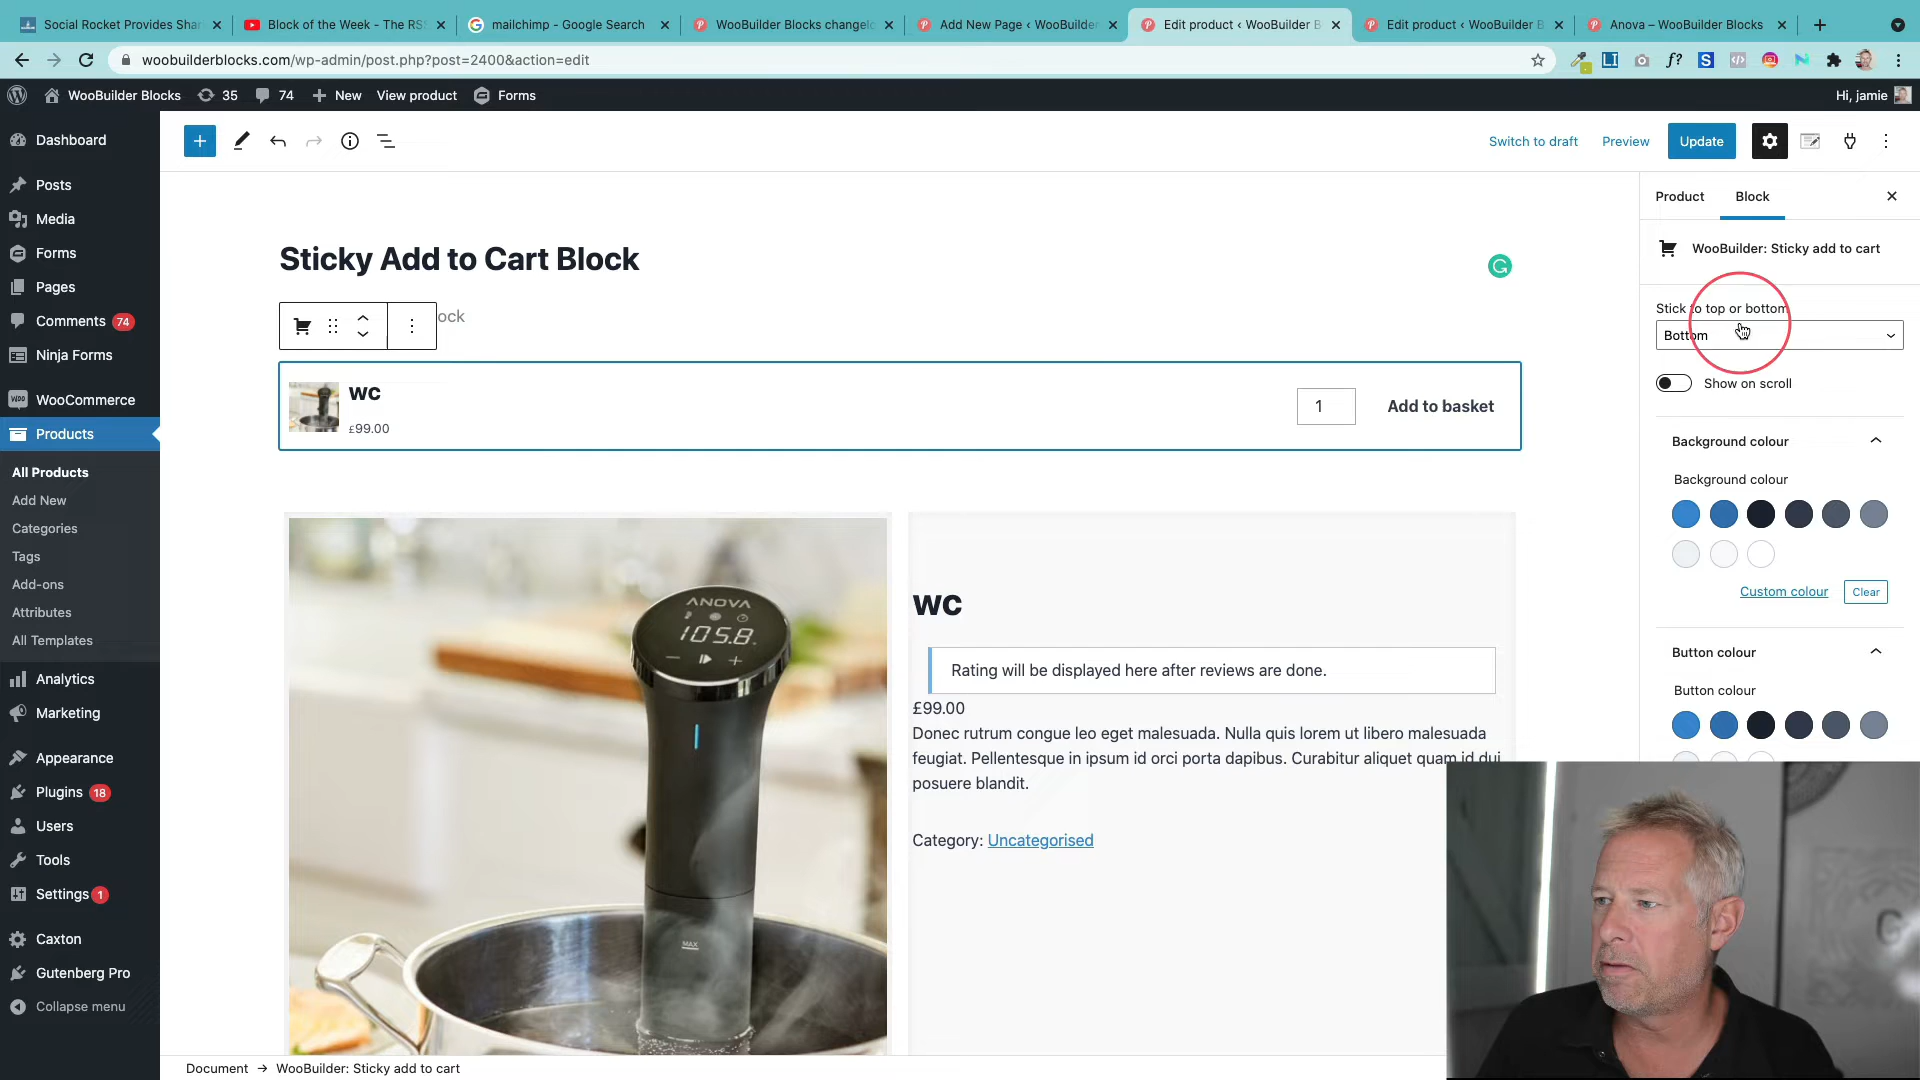 Social Rocket Provides Shar
Block of the Week - The RSS
mailchimp - Google Search
WooBuilder Blocks changelo
Add New Page ‹ WooBuilder
Edit product ‹ WooBuilder B
Edit product ‹ WooBuilder B
Anova – WooBuilder Blocks
woobuilderblocks.com/wp-admin/post.php?post=2400&action=edit
WooBuilder Blocks
35
74
New
View product
Forms
Hi, jamie
Dashboard
Posts
Media
Forms
Pages
Comments 74
Ninja Forms
WooCommerce
Products
All Products
Add New
Categories
Tags
Add-ons
Attributes
All Templates
Analytics
Marketing
Appearance
Plugins 18
Users
Tools
Settings 1
Caxton
Gutenberg Pro
Collapse menu
Switch to draft
Preview
Update
Sticky Add to Cart Block
ock
wc
£99.00
1
Add to basket
ANOVA
105.8
MAX
wc
Rating will be displayed here after reviews are done.
£99.00
Donec rutrum congue leo eget malesuada. Nulla quis lorem ut libero malesuada
feugiat. Pellentesque in ipsum id orci porta dapibus. Curabitur aliquet quam id dui
posuere blandit.
Category: Uncategorised
Product
Block
WooBuilder: Sticky add to cart
Stick to top or bottom
Bottom
Show on scroll
Background colour
Background colour
Custom colour
Clear
Button colour
Button colour
Document → WooBuilder: Sticky add to cart